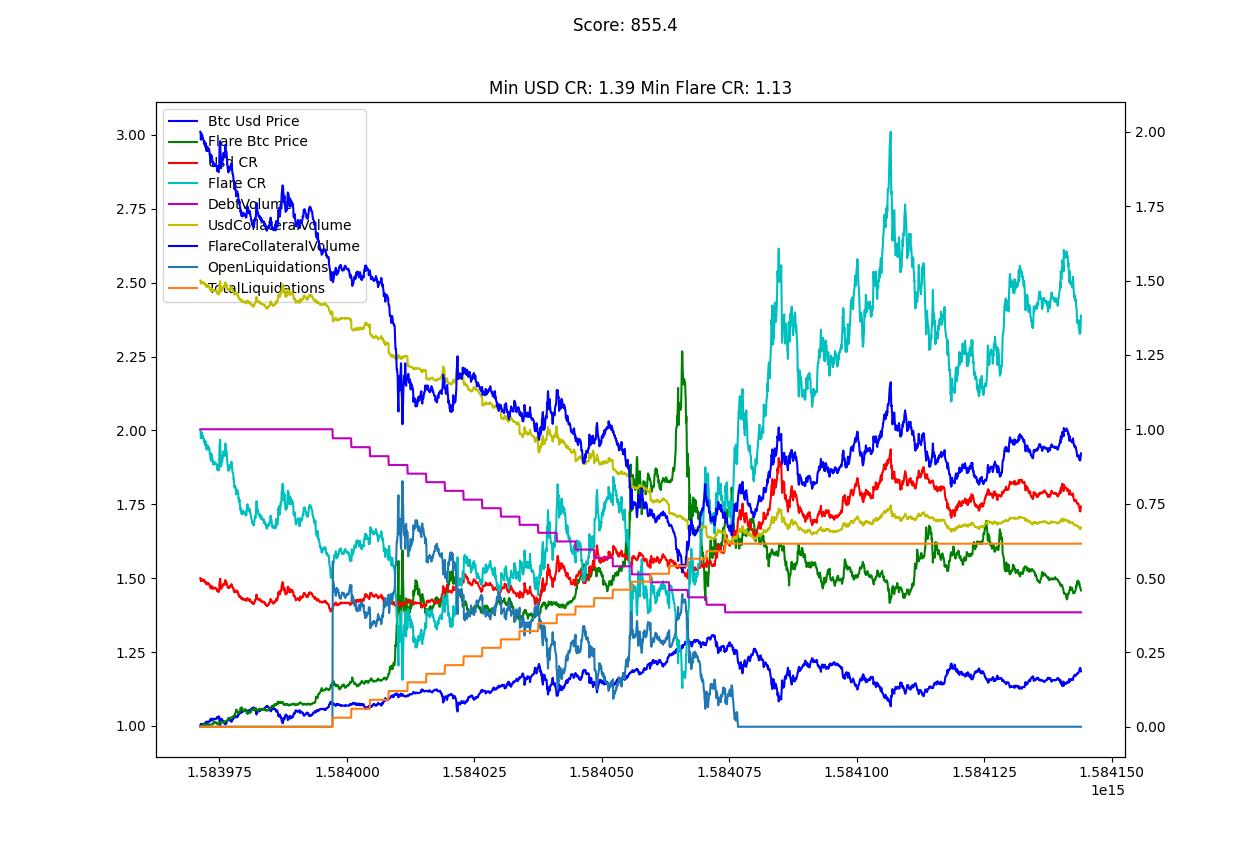 Score: 855.4
Min USD CR: 1.39 Min Flare CR: 1.13
Btc Usd Price
Flare Btc Price
Usd CR
Flare CR
DebtVolume
UsdCollateralVolume
FlareCollateralVolume
OpenLiquidations
TotalLiquidations
3.00
2.75
2.50
2.25
2.00
1.75
1.50
1.25
1.00
2.00
1.75
1.50
1.25
1.00
0.75
0.50
0.25
0.00
1.583975 1.584000 1.584025 1.584050 1.584075 1.584100 1.584125 1.584150
1e15